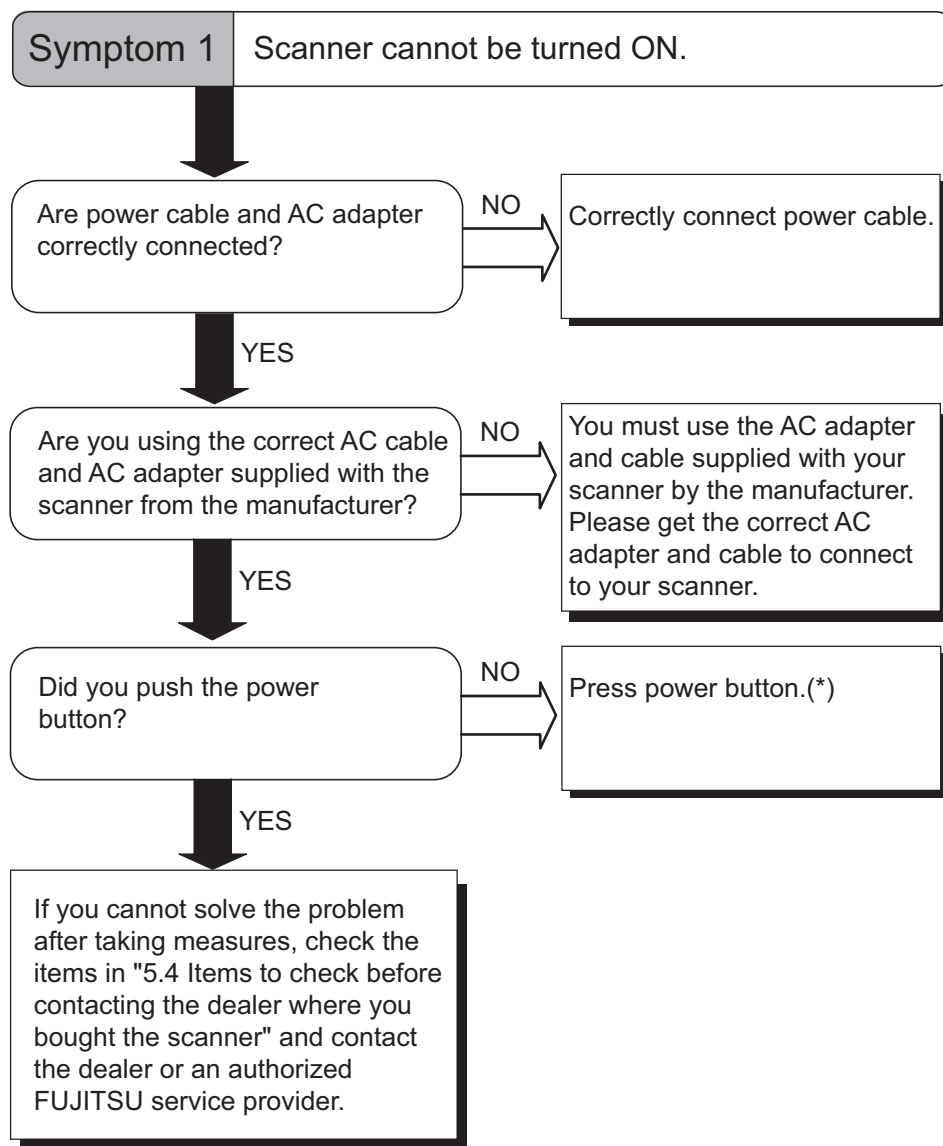 Symptom 1
Scanner cannot be turned ON.
Are power cable and AC adapter
correctly connected?
NO
Correctly connect power cable.
YES
Are you using the correct AC cable
and AC adapter supplied with the
scanner from the manufacturer?
NO
You must use the AC adapter
and cable supplied with your
scanner by the manufacturer.
Please get the correct AC
adapter and cable to connect
to your scanner.
YES
Did you push the power
button?
NO
Press power button.(*)
YES
If you cannot solve the problem
after taking measures, check the
items in "5.4 Items to check before
contacting the dealer where you
bought the scanner" and contact
the dealer or an authorized
FUJITSU service provider.